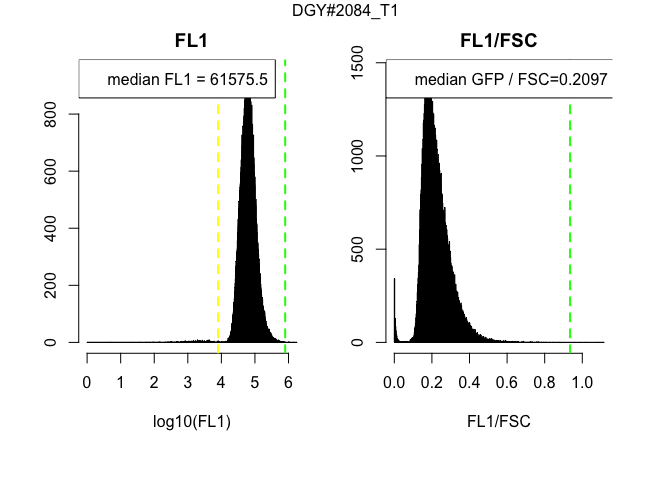 DGY#2084_T1
FL1
median FL1 = 61575.5
0 200 400 600 800
0 1 2 3 4 5 6
log10(FL1)
FL1/FSC
median GFP / FSC=0.2097
0 500 1000 1500
0.0 0.2 0.4 0.6 0.8 1.0
FL1/FSC